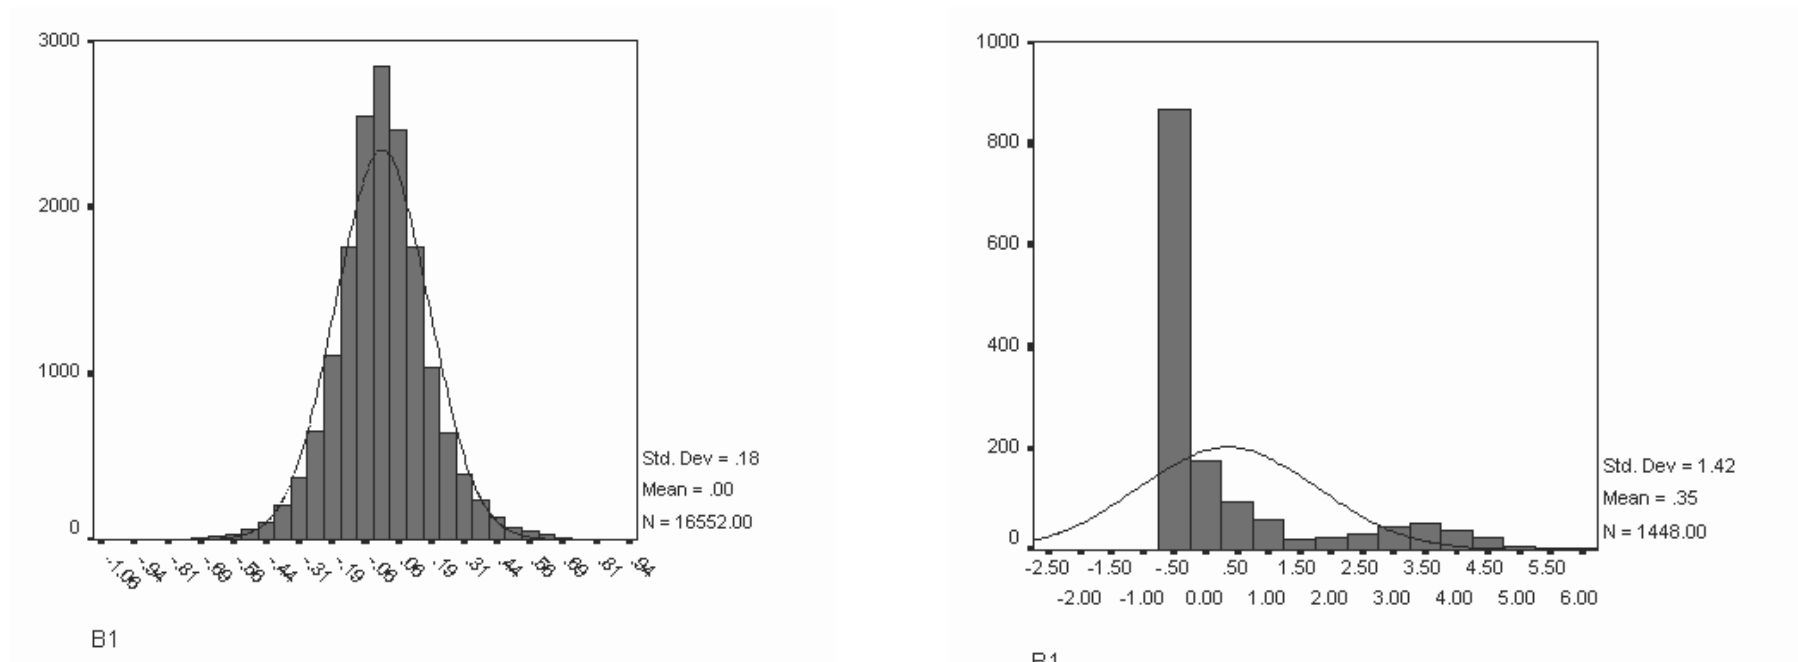 3000
2000
1000
0
-1.06
-.94
-.81
-.69
-.56
-.44
-.31
-.19
-.06
.06
.19
.31
.44
.56
.69
.81
.94
Std. Dev = .18
Mean = .00
N = 16552.00
B1
1000
800
600
400
200
0
-2.50 -1.50 -.50 .50 1.50 2.50 3.50 4.50 5.50
-2.00 -1.00 0.00 1.00 2.00 3.00 4.00 5.00 6.00
Std. Dev = 1.42
Mean = .35
N = 1448.00
B1